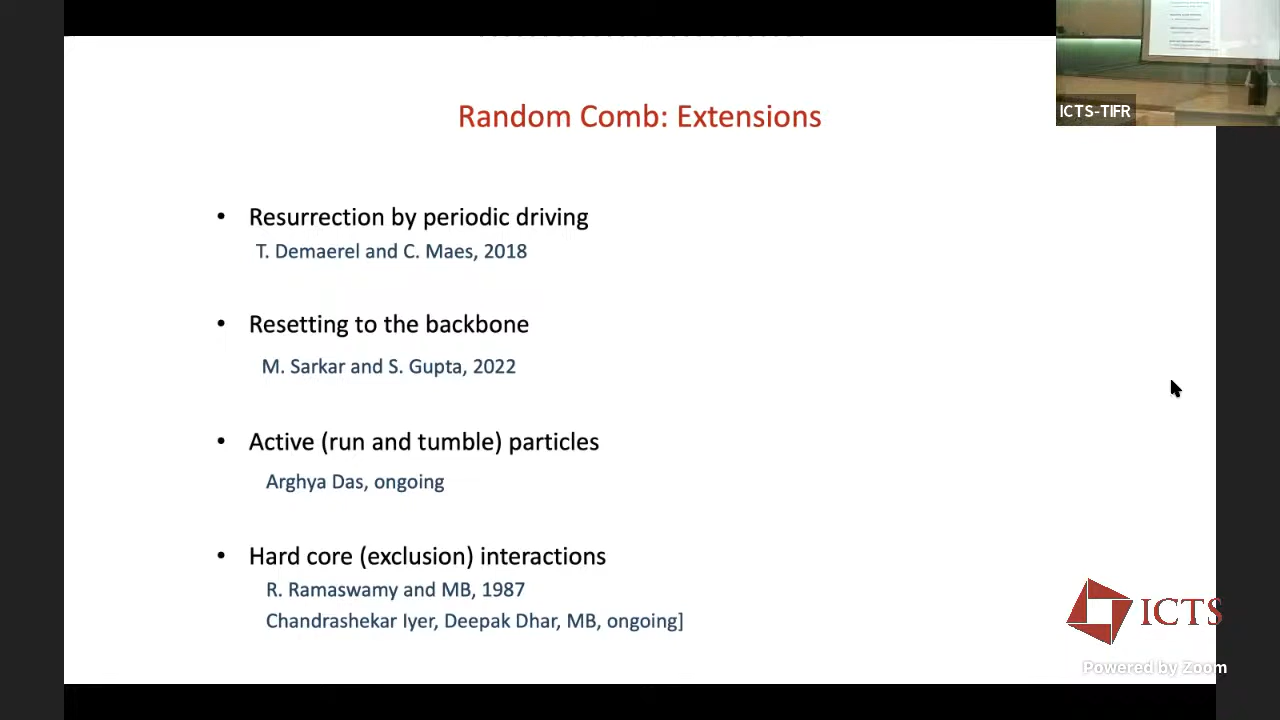 Random Comb: Extensions
ICTS-TIFR
• Resurrection by periodic driving
T. Demaerel and C. Maes, 2018
• Resetting to the backbone
M. Sarkar and S. Gupta, 2022
• Active (run and tumble) particles
Arghya Das, ongoing
• Hard core (exclusion) interactions
R. Ramaswamy and MB, 1987
Chandrashekar Iyer, Deepak Dhar, MB, ongoing]
ICTS
Powered by Zoom